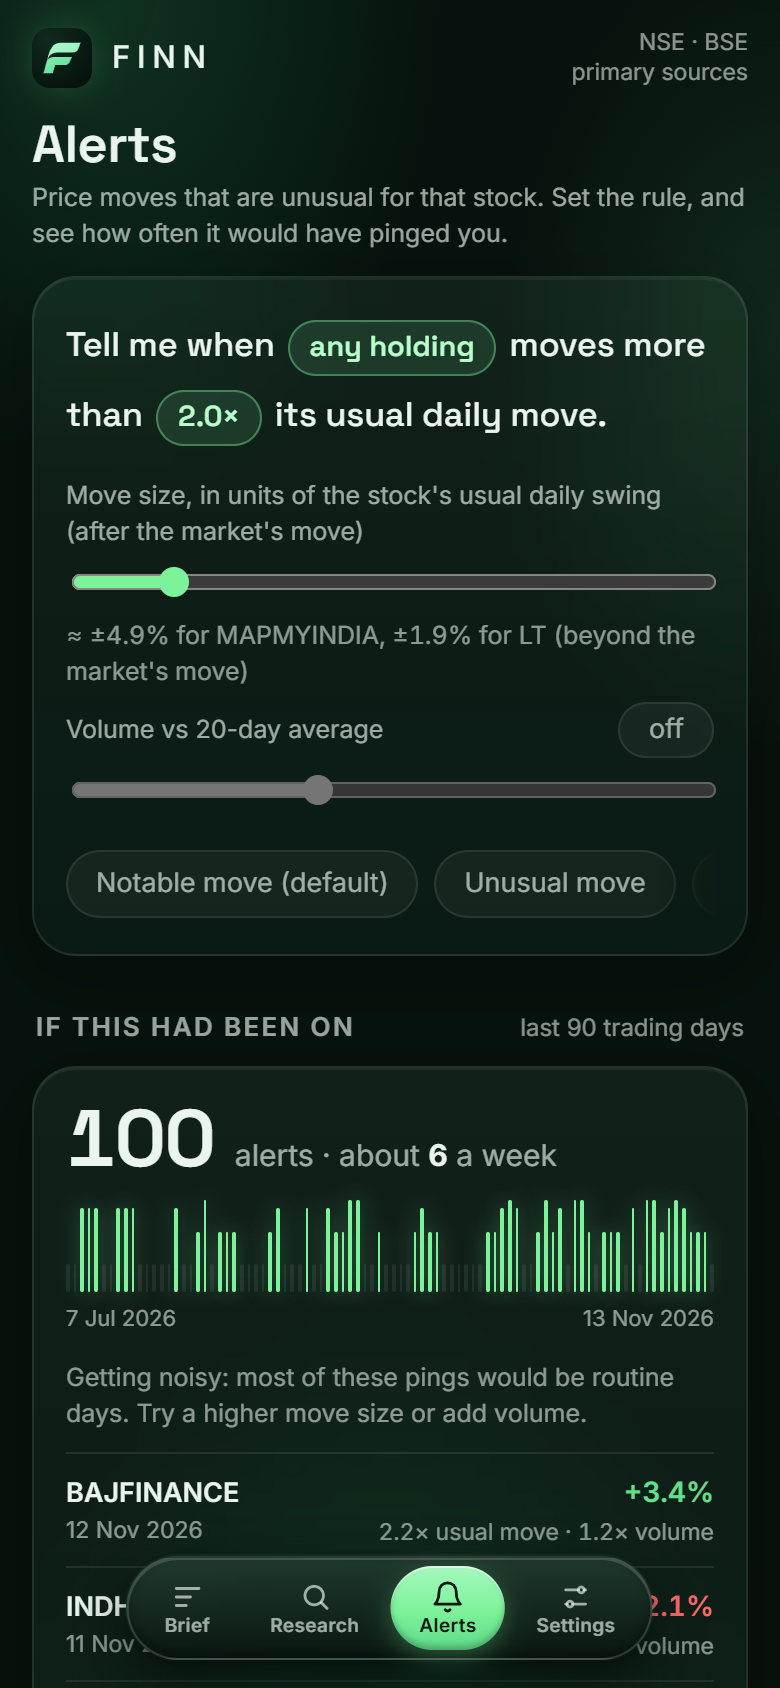 FINN
NSE · BSE
primary sources
Alerts
Price moves that are unusual for that stock. Set the rule, and
see how often it would have pinged you.
Tell me when any holding moves more
than 2.0× its usual daily move.
Move size, in units of the stock's usual daily swing
(after the market's move)
≈ ±4.9% for MAPMYINDIA, ±1.9% for LT (beyond the
market's move)
Volume vs 20-day average off
Notable move (default) Unusual move
IF THIS HAD BEEN ON last 90 trading days
100 alerts · about 6 a week
7 Jul 2026 13 Nov 2026
Getting noisy: most of these pings would be routine
days. Try a higher move size or add volume.
BAJFINANCE +3.4%
12 Nov 2026 2.2× usual move · 1.2× volume
11 Nov volume
Brief Research Alerts Settings